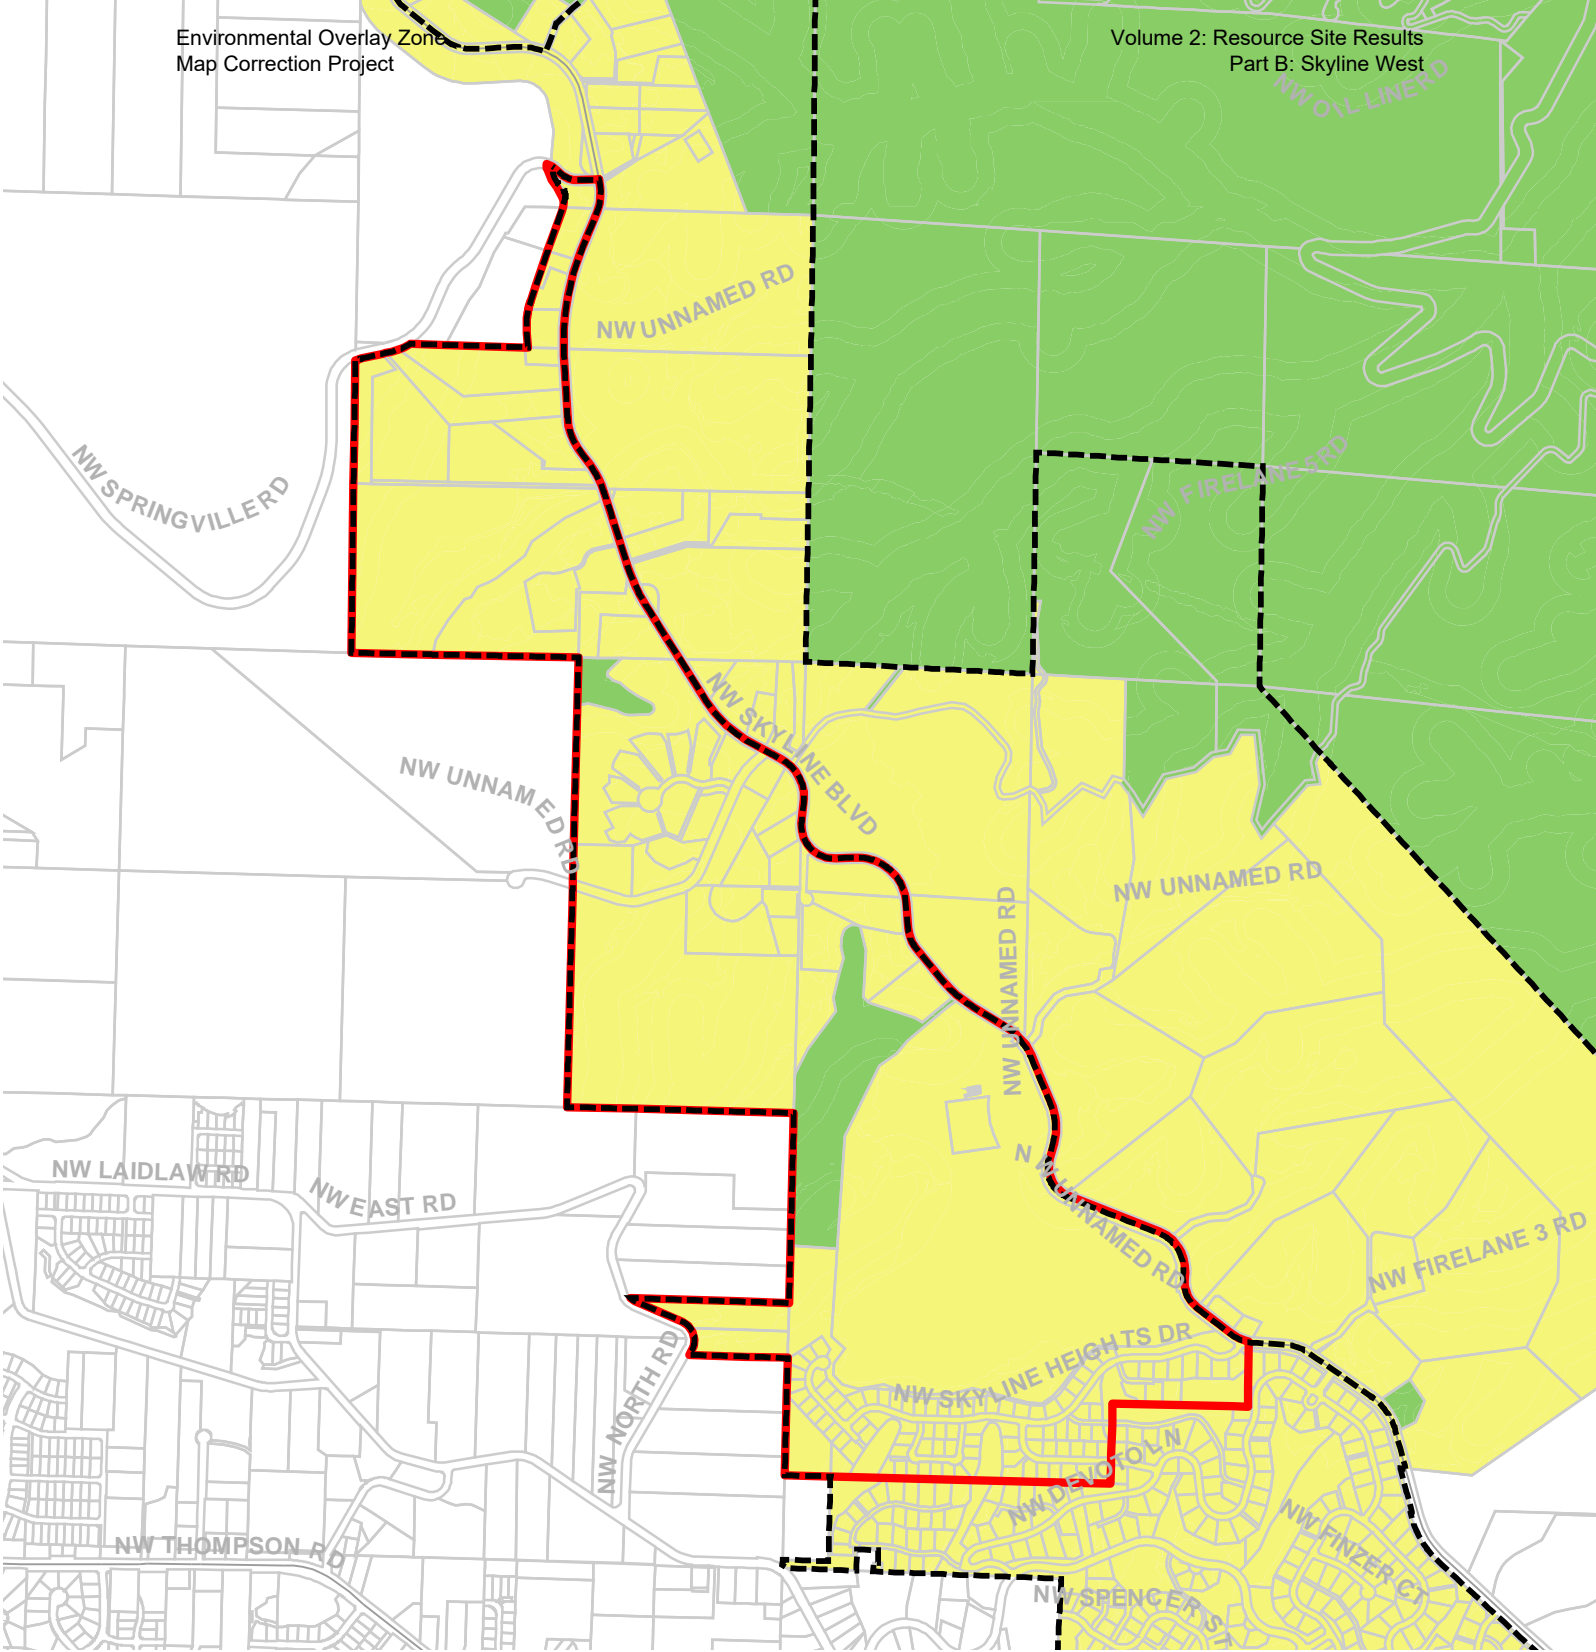 Environmental Overlay Zone
Map Correction Project
Volume 2: Resource Site Results
Part B: Skyline West
NW OIL LINE RD
NW UNNAMED RD
NW SPRINGVILLE RD
NW FIRELANE 5 RD
NW SKYLINE BLVD
NW UNNAMED RD
NW UNNAMED RD
NW UNNAMED RD
NW LAIDLAW RD
NW EAST RD
NW UNNAMED RD
NW FIRELANE 3 RD
NW SKYLINE HEIGHTS DR
NW NORTH RD
NW DEVOTO LN
NW THOMPSON RD
NW FINZER CT
NW SPENCER ST